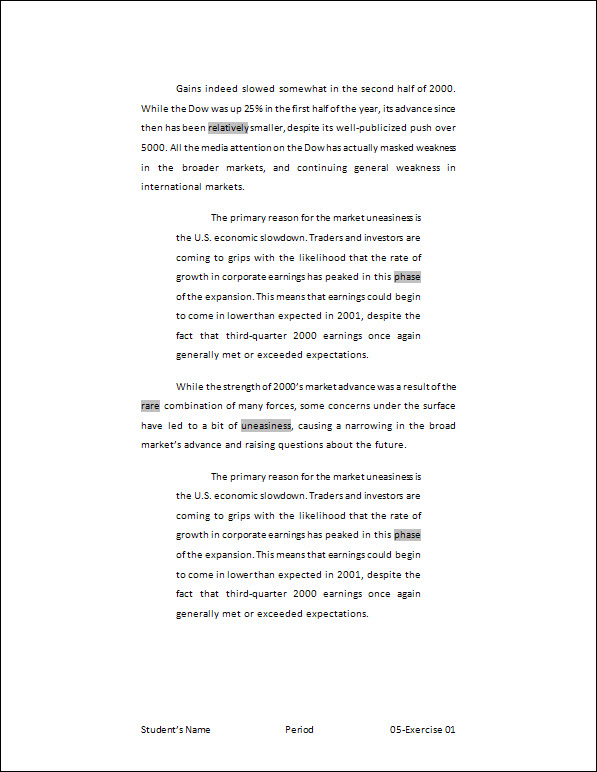 Gains indeed slowed somewhat in the second half of 2000.
While the Dow was up 25% in the first half of the year, its advance since
then has been relatively smaller, despite its well-publicized push over
5000. All the media attention on the Dow has actually masked weakness
in the broader markets, and continuing general weakness in
international markets.
The primary reason for the market uneasiness is
the U.S. economic slowdown. Traders and investors are
coming to grips with the likelihood that the rate of
growth in corporate earnings has peaked in this phase
of the expansion. This means that earnings could begin
to come in lower than expected in 2001, despite the
fact that third-quarter 2000 earnings once again
generally met or exceeded expectations.
While the strength of 2000’s market advance was a result of the
rare combination of many forces, some concerns under the surface
have led to a bit of uneasiness, causing a narrowing in the broad
market’s advance and raising questions about the future.
The primary reason for the market uneasiness is
the U.S. economic slowdown. Traders and investors are
coming to grips with the likelihood that the rate of
growth in corporate earnings has peaked in this phase
of the expansion. This means that earnings could begin
to come in lower than expected in 2001, despite the
fact that third-quarter 2000 earnings once again
generally met or exceeded expectations.
Student’s Name Period 05-Exercise 01